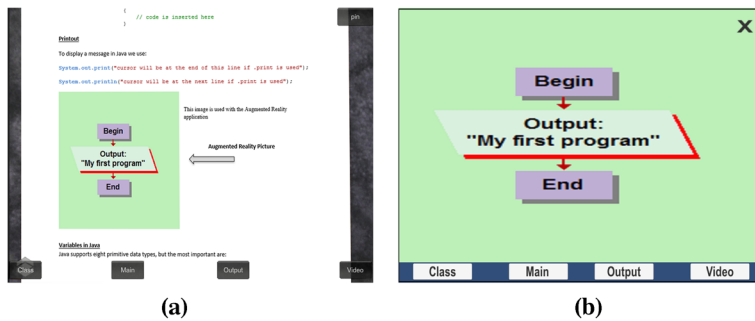 {
// code is inserted here
}
pin
Printout
To display a message in Java we use:
System.out.print("cursor will be at the end of this line if .print is used");
System.out.println("cursor will be at the next line if .print is used");
This image is used with the Augmented Reality
application
Begin
Output:
"My first program"
End
Augmented Reality Picture
Variables in Java
Java supports eight primitive data types, but the most important are:
Class
Main
Output
Video
(a)
X
Begin
Output:
"My first program"
End
Class
Main
Output
Video
(b)